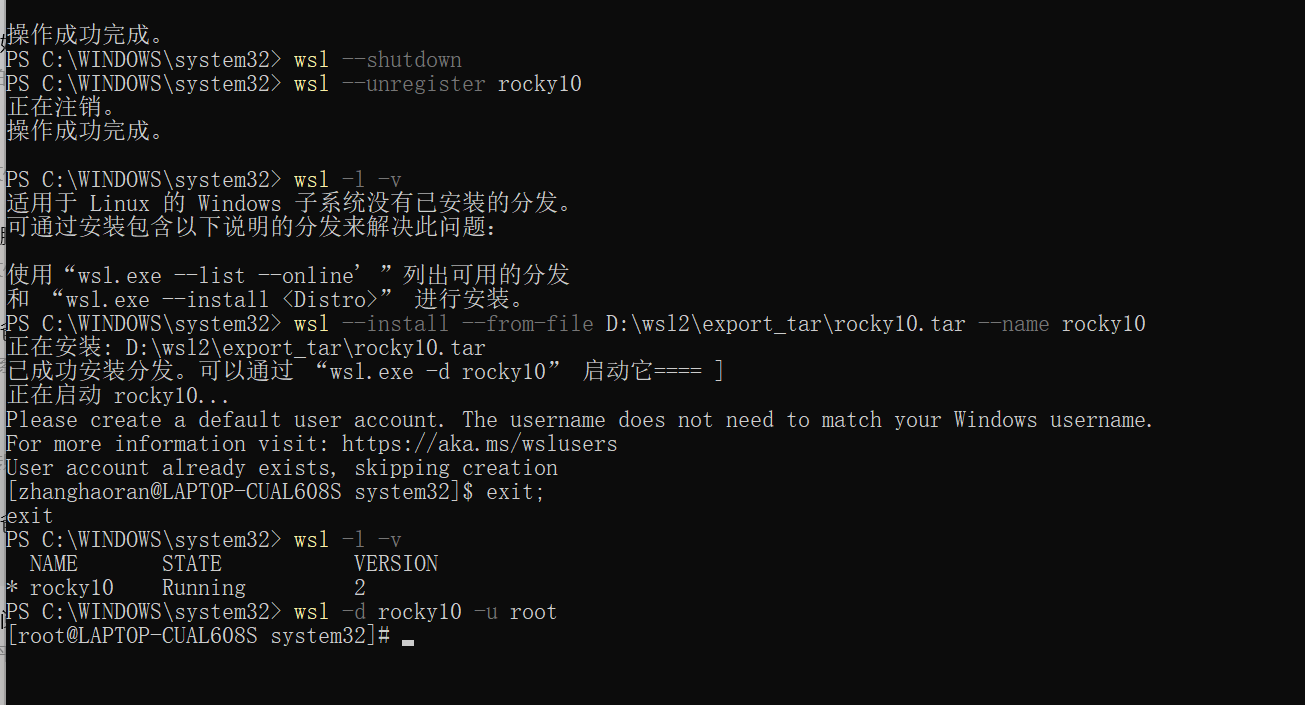 操作成功完成。
PS C:\WINDOWS\system32> wsl --shutdown
PS C:\WINDOWS\system32> wsl --unregister rocky10
正在注销。
操作成功完成。
PS C:\WINDOWS\system32> wsl -l -v
适用于 Linux 的 Windows 子系统没有已安装的分发。
可通过安装包含以下说明的分发来解决此问题:
使用“wsl.exe --list --online' ”列出可用的分发
和 “wsl.exe --install <Distro>” 进行安装。
PS C:\WINDOWS\system32> wsl --install --from-file D:\wsl2\export_tar\rocky10.tar --name rocky10
正在安装: D:\wsl2\export_tar\rocky10.tar
已成功安装分发。可以通过 “wsl.exe -d rocky10” 启动它==== ]
正在启动 rocky10...
Please create a default user account. The username does not need to match your Windows username.
For more information visit: https://aka.ms/wslusers
User account already exists, skipping creation
[zhanghaoran@LAPTOP-CUAL608S system32]$ exit;
exit
PS C:\WINDOWS\system32> wsl -l -v
NAME STATE VERSION
* rocky10 Running 2
PS C:\WINDOWS\system32> wsl -d rocky10 -u root
[root@LAPTOP-CUAL608S system32]#